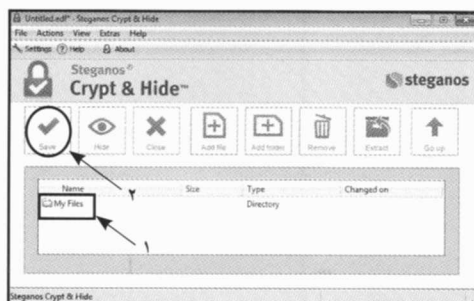 Untitled.edf* - Steganos Crypt & Hide
File Actions View Extras Help
Settings Help About
Steganos®
Crypt & Hide™
steganos
Save Hide Close Add file Add folder Remove Extract Go up
Name Size Type Changed on
My Files Directory
۲
۱
Steganos Crypt & Hide